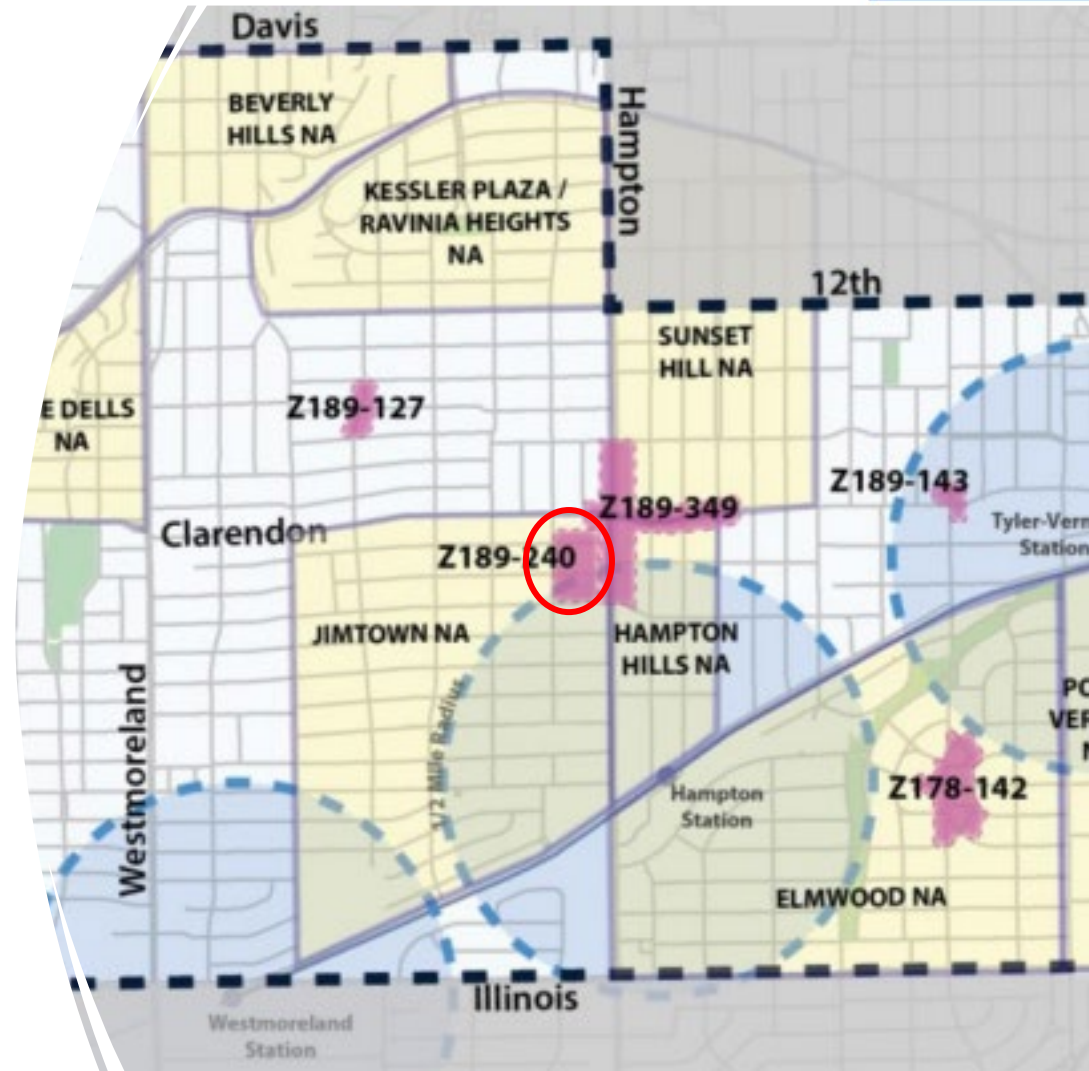 Davis
BEVERLY
HILLS NA
Hampton
KESSLER PLAZA /
RAVINIA HEIGHTS
NA
12th
SUNSET
HILL NA
E DELLS
NA
Z189-127
Z189-143
Z189-349
Clarendon
Tyler-Vern
Station
Z189-240
JIMTOWN NA
HAMPTON
HILLS NA
Westmoreland
1/2 Mile Radius
PO
VER
N
Hampton
Station
Z178-142
ELMWOOD NA
Illinois
Westmoreland
Station